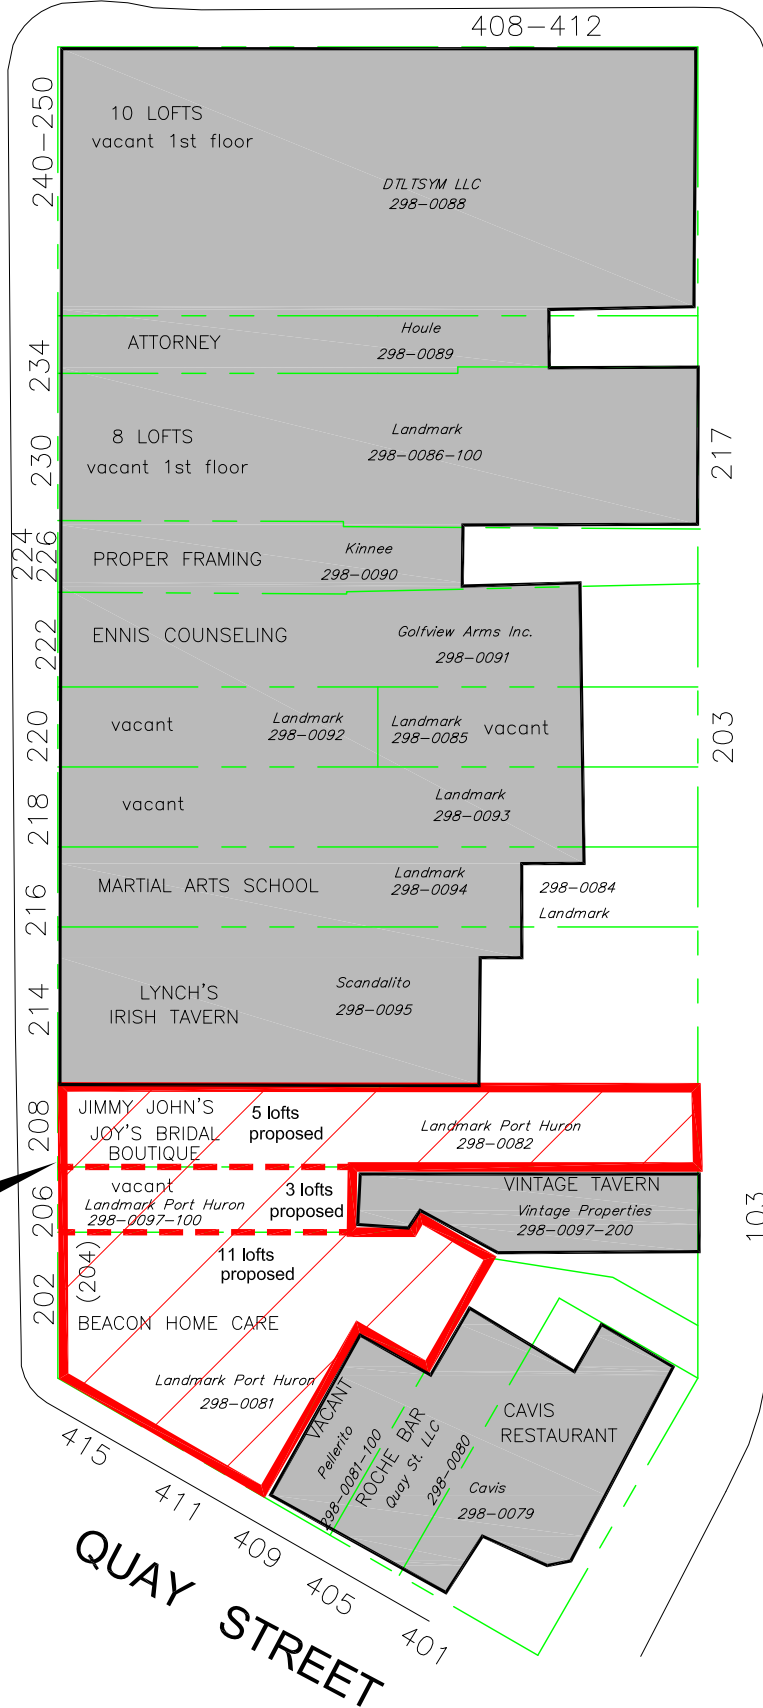 408-412
240-250
10 LOFTS
vacant 1st floor
DTLTSYM LLC
298-0088
234
ATTORNEY
Houle
298-0089
230
8 LOFTS
vacant 1st floor
Landmark
298-0086-100
217
224
226
PROPER FRAMING
Kinnee
298-0090
222
ENNIS COUNSELING
Golfview Arms Inc.
298-0091
220
vacant
Landmark
298-0092
Landmark
298-0085
vacant
203
218
vacant
Landmark
298-0093
216
MARTIAL ARTS SCHOOL
Landmark
298-0094
298-0084
Landmark
214
LYNCH'S
IRISH TAVERN
Scandalito
298-0095
208
JIMMY JOHN'S
JOY'S BRIDAL
BOUTIQUE
5 lofts
proposed
Landmark Port Huron
298-0082
206
vacant
Landmark Port Huron
298-0097-100
3 lofts
proposed
VINTAGE TAVERN
Vintage Properties
298-0097-200
103
202
(204)
11 lofts
proposed
BEACON HOME CARE
Landmark Port Huron
298-0081
VACANT
Pellerito
298-0081-100
ROCHE BAR
Quay St. LLC
298-0080
CAVIS
RESTAURANT
Cavis
298-0079
415
411
409
405
401
QUAY STREET